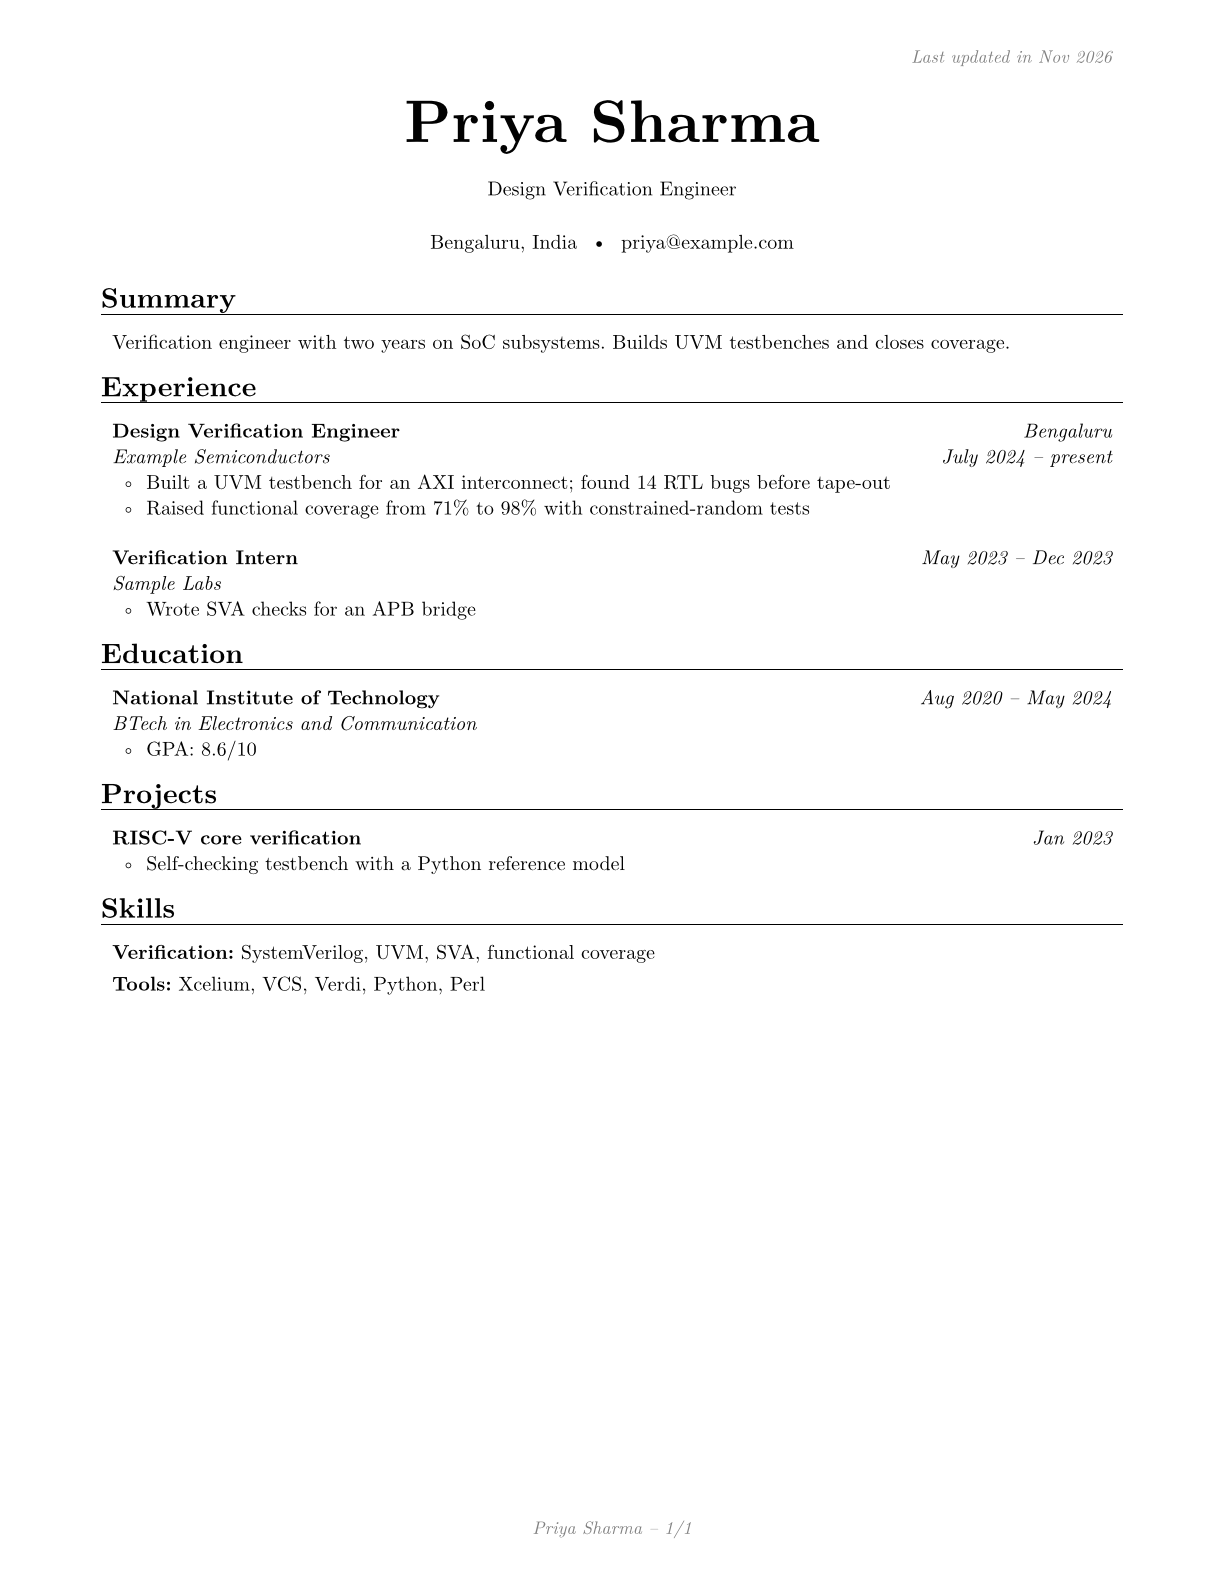 Last updated in Nov 2026
Priya Sharma
Design Verification Engineer
Bengaluru, India • priya@example.com
Summary
Verification engineer with two years on SoC subsystems. Builds UVM testbenches and closes coverage.
Experience
Design Verification Engineer Bengaluru
Example Semiconductors July 2024 – present
◦ Built a UVM testbench for an AXI interconnect; found 14 RTL bugs before tape-out
◦ Raised functional coverage from 71% to 98% with constrained-random tests
Verification Intern May 2023 – Dec 2023
Sample Labs
◦ Wrote SVA checks for an APB bridge
Education
National Institute of Technology Aug 2020 – May 2024
BTech in Electronics and Communication
◦ GPA: 8.6/10
Projects
RISC-V core verification Jan 2023
◦ Self-checking testbench with a Python reference model
Skills
Verification: SystemVerilog, UVM, SVA, functional coverage
Tools: Xcelium, VCS, Verdi, Python, Perl
Priya Sharma – 1/1